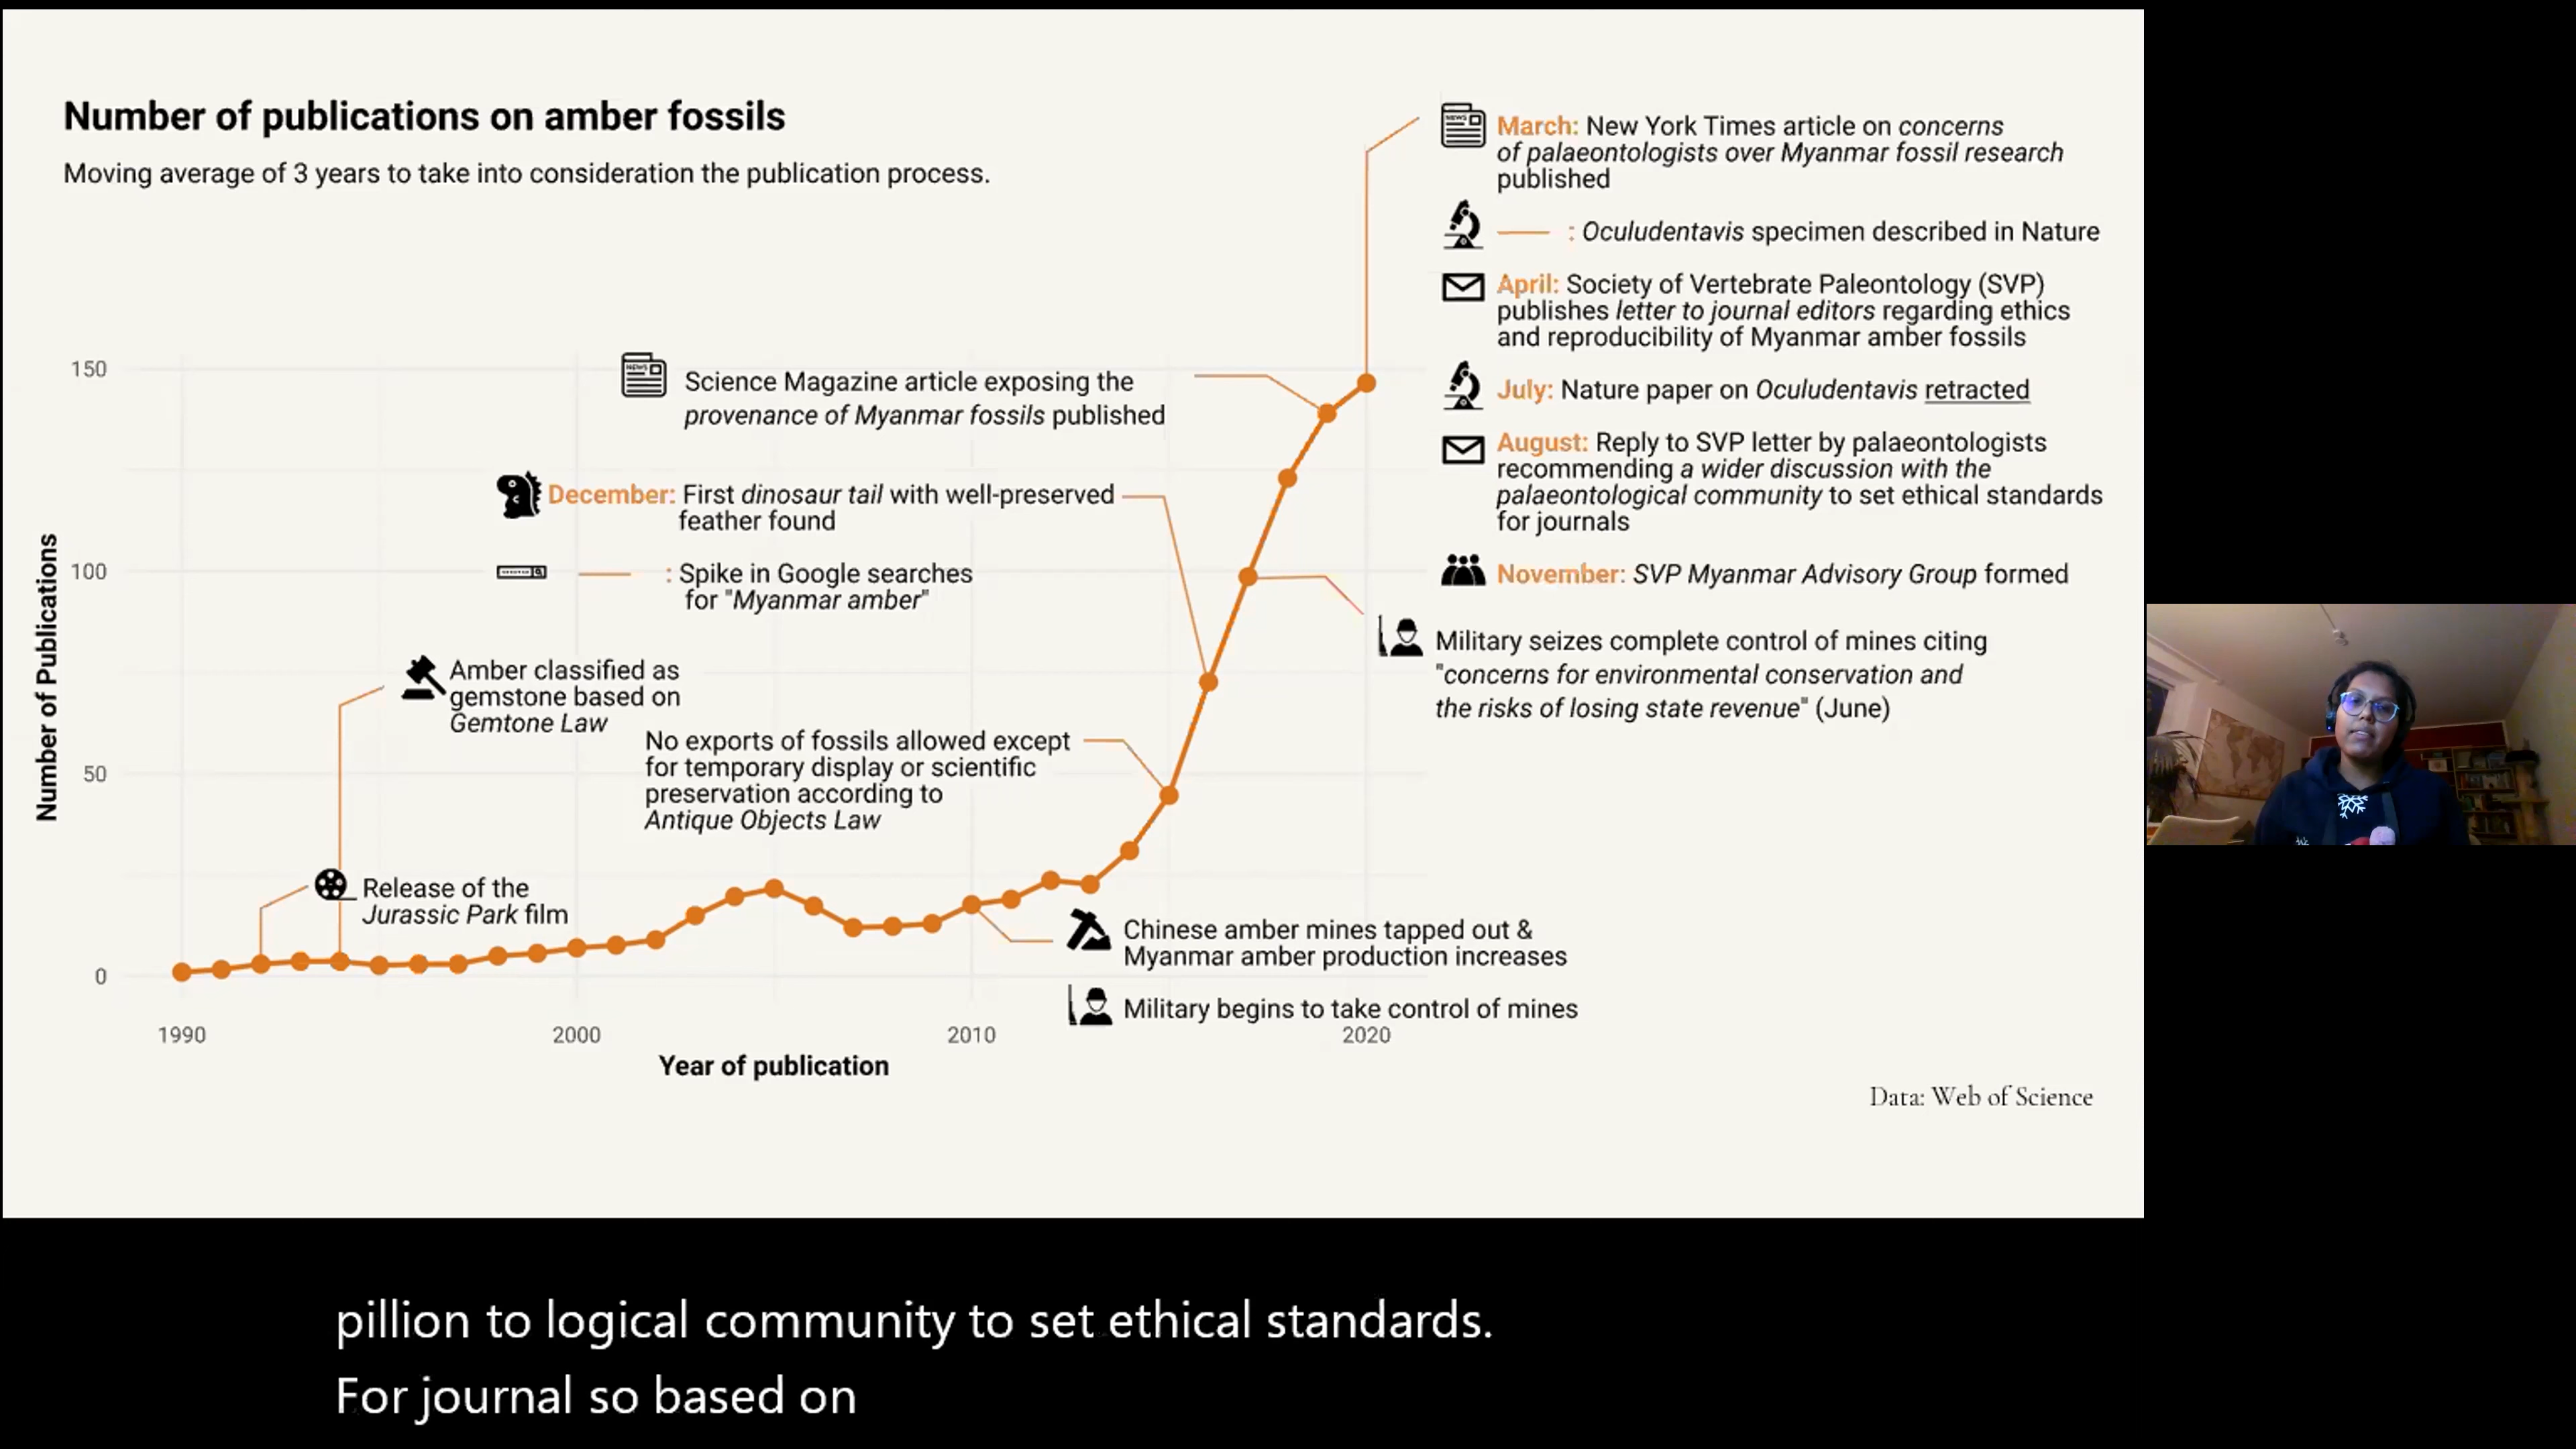 Number of publications on amber fossils
Moving average of 3 years to take into consideration the publication process.
March: New York Times article on concerns
of palaeontologists over Myanmar fossil research
published
: Oculudentavis specimen described in Nature
April: Society of Vertebrate Paleontology (SVP)
publishes letter to journal editors regarding ethics
and reproducibility of Myanmar amber fossils
July: Nature paper on Oculudentavis retracted
August: Reply to SVP letter by palaeontologists
recommending a wider discussion with the
palaeontological community to set ethical standards
for journals
November: SVP Myanmar Advisory Group formed
NEWS
NEWS
Science Magazine article exposing the
provenance of Myanmar fossils published
December: First dinosaur tail with well-preserved
feather found
: Spike in Google searches
for "Myanmar amber"
Military seizes complete control of mines citing
"concerns for environmental conservation and
the risks of losing state revenue" (June)
Amber classified as
gemstone based on
Gemtone Law
No exports of fossils allowed except
for temporary display or scientific
preservation according to
Antique Objects Law
Release of the
Jurassic Park film
Chinese amber mines tapped out &
Myanmar amber production increases
Military begins to take control of mines
Number of Publications
150
100
50
0
1990
2000
2010
2020
Year of publication
Data: Web of Science
pillion to logical community to set ethical standards.
For journal so based on